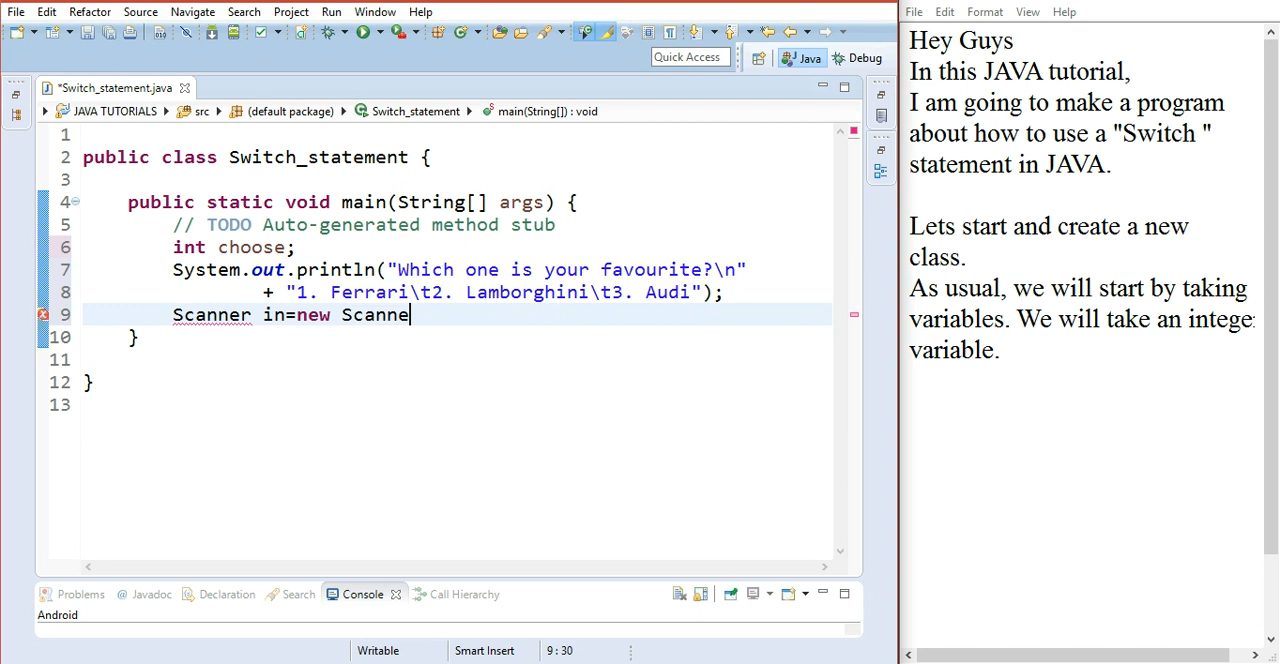 File Edit Refactor Source Navigate Search Project Run Window Help
Quick Access
Java
Debug
*Switch_statement.java
JAVA TUTORIALS src (default package) Switch_statement main(String[]) : void
1
2 public class Switch_statement {
3
4 public static void main(String[] args) {
5 // TODO Auto-generated method stub
6 int choose;
7 System.out.println("Which one is your favourite?\n"
8 + "1. Ferrari\t2. Lamborghini\t3. Audi");
9 Scanner in=new Scanne
10 }
11
12 }
13
Problems @ Javadoc Declaration Search Console Call Hierarchy
Android
Writable Smart Insert 9 : 30
File Edit Format View Help
Hey Guys
In this JAVA tutorial,
I am going to make a program
about how to use a "Switch "
statement in JAVA.
Lets start and create a new
class.
As usual, we will start by taking
variables. We will take an intege
variable.